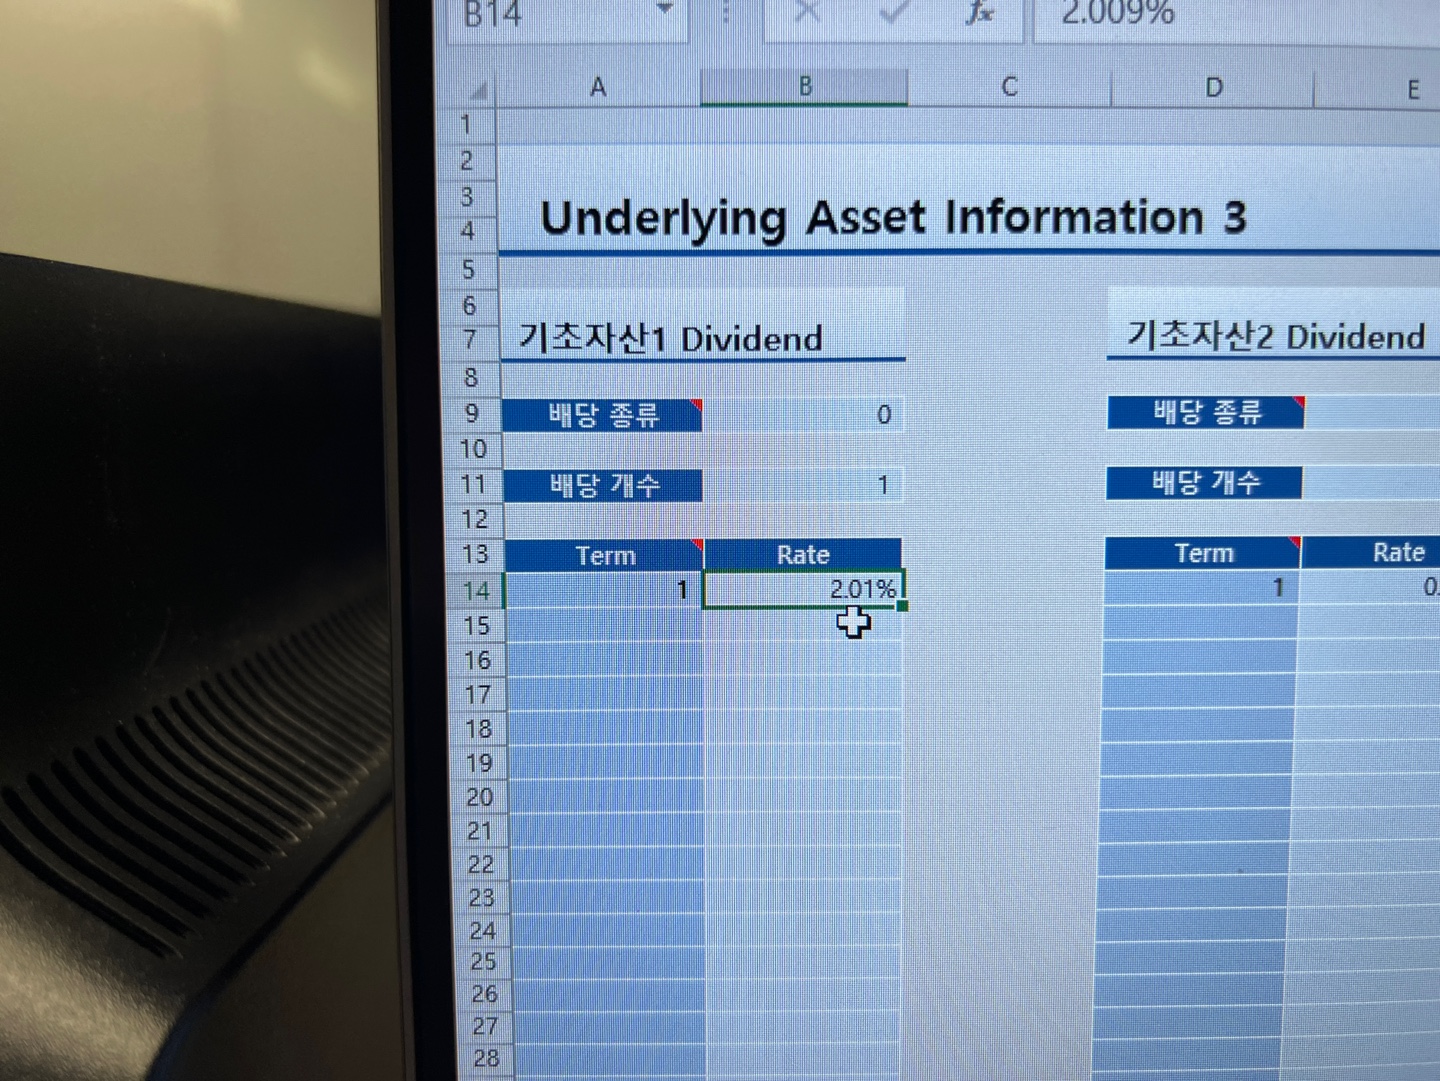 B14 fx 2.009%
A B C D E
1
2
3 Underlying Asset Information 3
4
5
6
7 기초자산1 Dividend 기초자산2 Dividend
8
9 배당 종류 0 배당 종류
10
11 배당 개수 1 배당 개수
12
13 Term Rate Term Rate
14 1 2.01% 1 0.
15
16
17
18
19
20
21
22
23
24
25
26
27
28